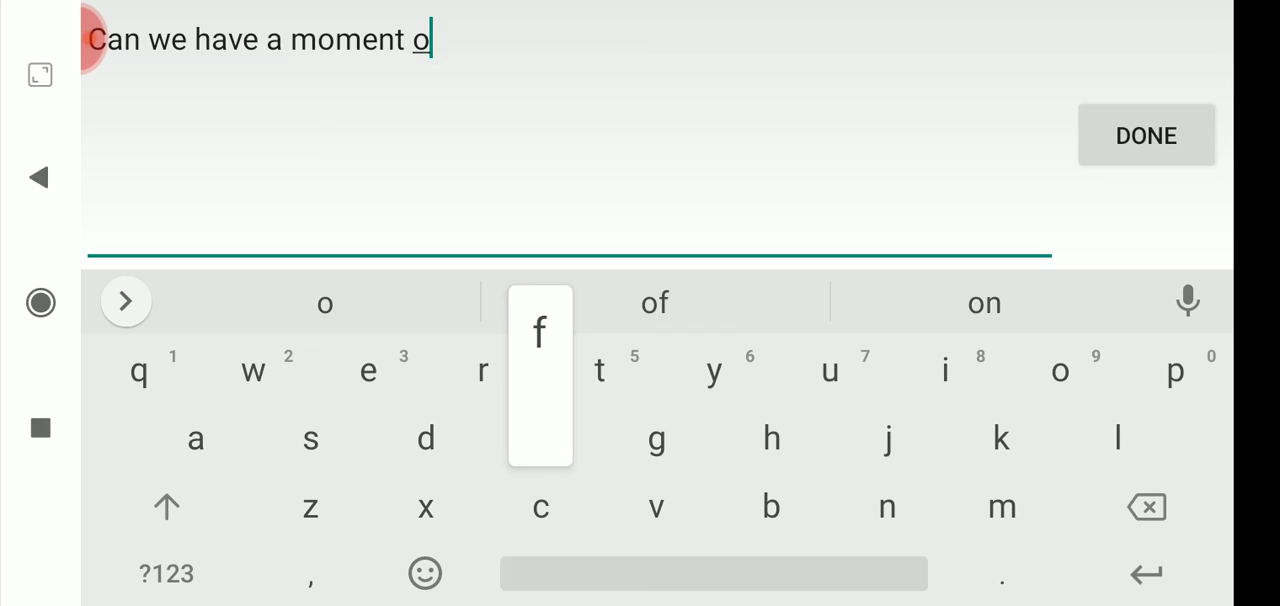 Can we have a moment o
DONE
o of on
f
q 1 w 2 e 3 r t 5 y 6 u 7 i 8 o 9 p 0
a s d g h j k l
z x c v b n m
?123 , .